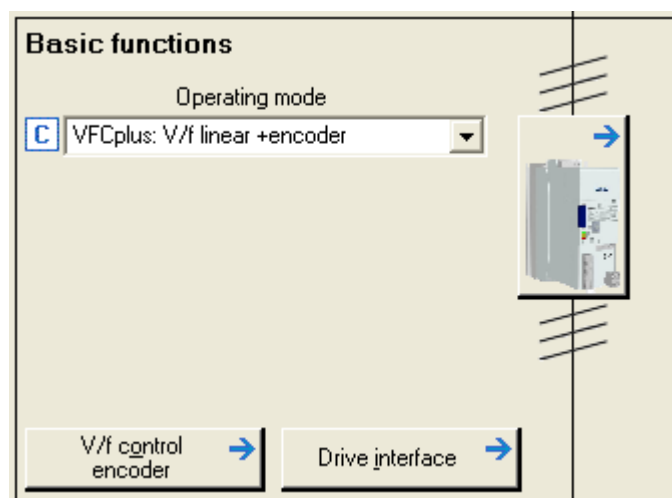 Basic functions
Operating mode
C VFCplus: V/f linear +encoder
V/f control
encoder
Drive interface